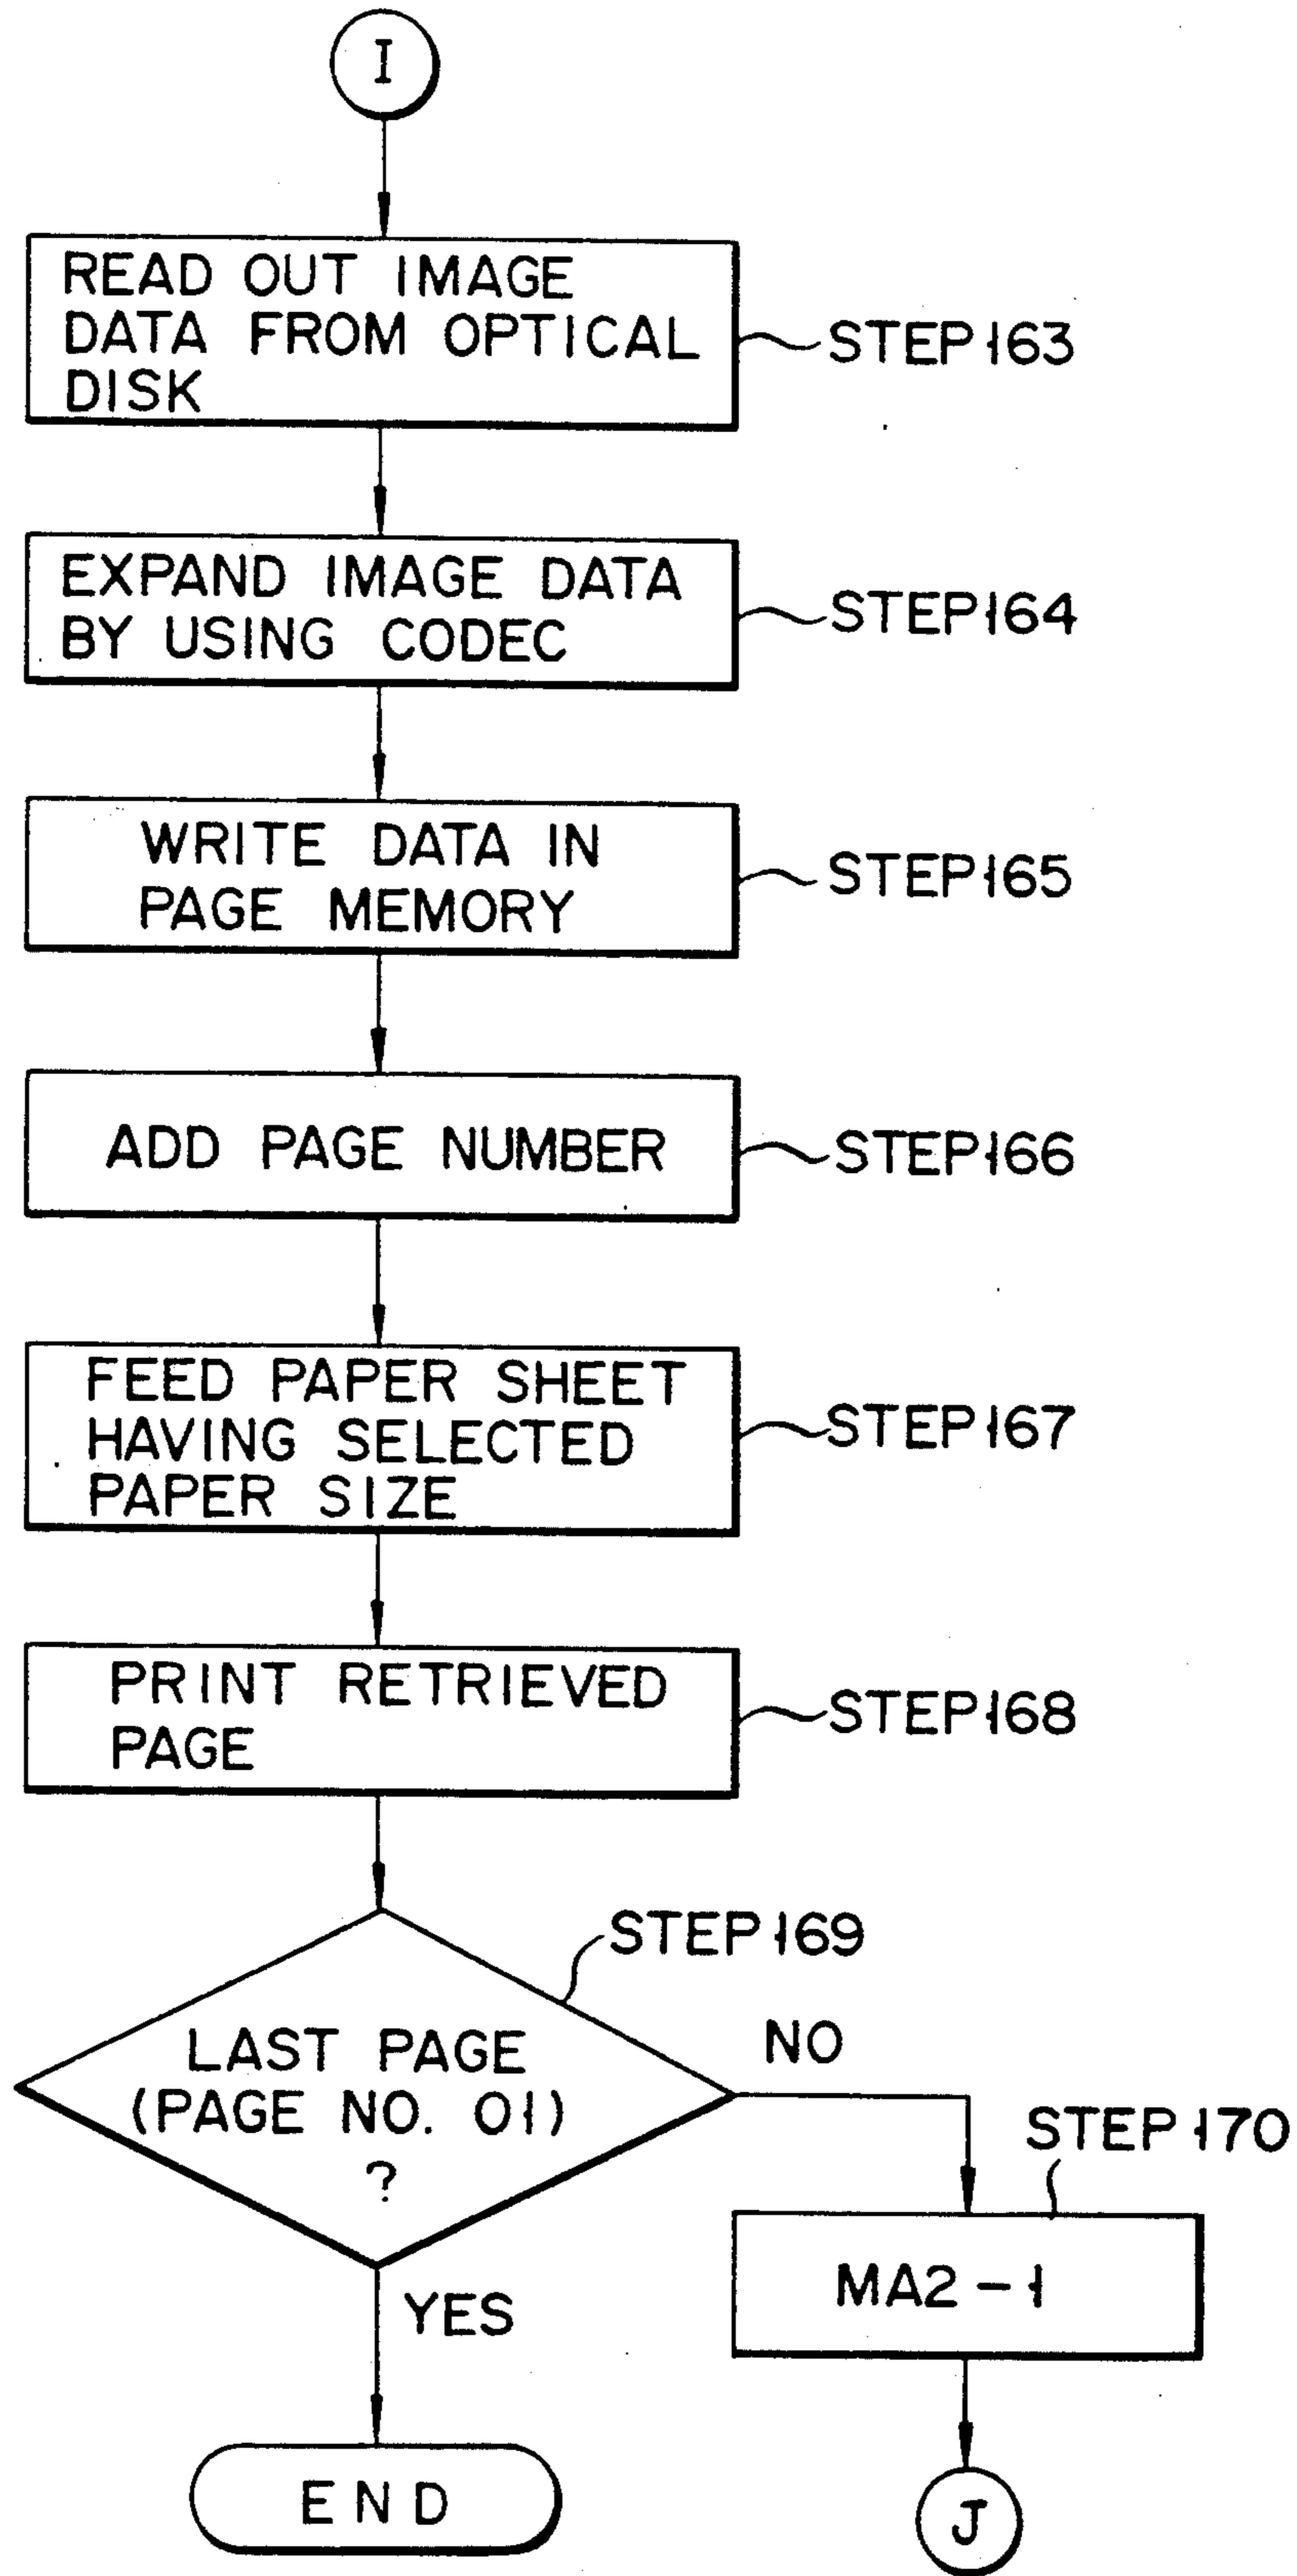 I
READ OUT IMAGE
DATA FROM OPTICAL
DISK
STEP 163
EXPAND IMAGE DATA
BY USING CODEC
STEP 164
WRITE DATA IN
PAGE MEMORY
STEP 165
ADD PAGE NUMBER
STEP 166
FEED PAPER SHEET
HAVING SELECTED
PAPER SIZE
STEP 167
PRINT RETRIEVED
PAGE
STEP 168
STEP 169
LAST PAGE
(PAGE NO. 01)
?
NO
STEP 170
MA2-1
YES
END
J